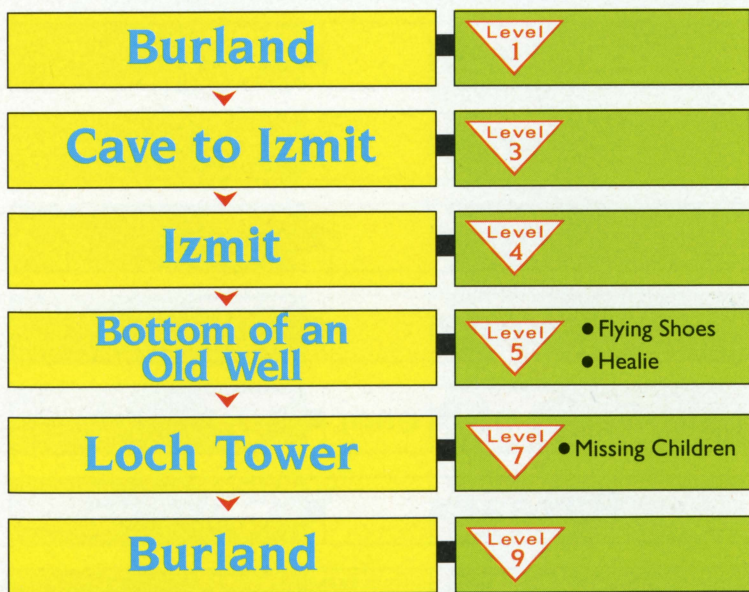 Burland
Level
1
Cave to Izmit
Level
3
Izmit
Level
4
Bottom of an
Old Well
Level
5
● Flying Shoes
● Healie
Loch Tower
Level
7
● Missing Children
Burland
Level
9